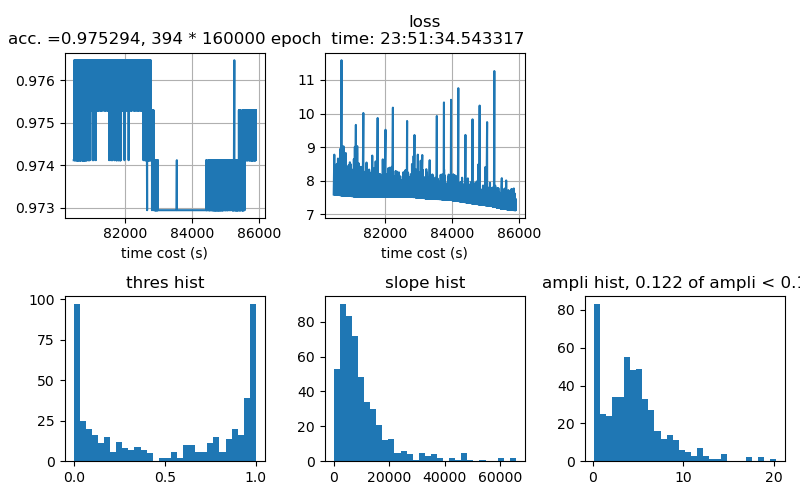 loss
acc. =0.975294, 394 * 160000 epoch time: 23:51:34.543317
0.976
0.975
0.974
0.973
82000 84000 86000
time cost (s)
11
10
9
8
7
82000 84000 86000
time cost (s)
thres hist
100
75
50
25
0
0.0 0.5 1.0
slope hist
80
60
40
20
0
0 20000 40000 60000
ampli hist, 0.122 of ampli < 0.1
80
60
40
20
0
0 10 20